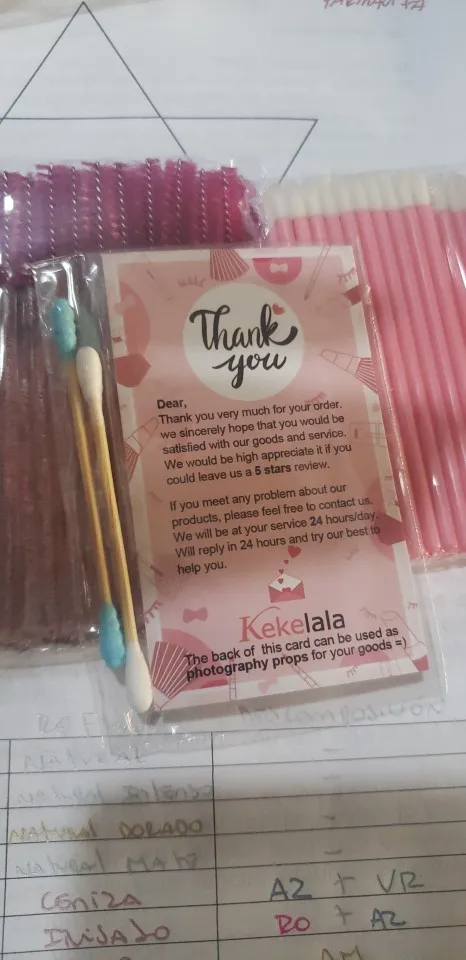 Thank
you
Dear,
Thank you very much for your order.
we sincerely hope that you would be
satisfied with our goods and service.
We would be high appreciate it if you
could leave us a 5 stars review.
If you meet any problem about our
products, please feel free to contact us.
We will be at your service 24 hours/day.
Will reply in 24 hours and try our best to
help you.
Kekelala
The back of this card can be used as
photography props for your goods =)
NATURAL -
NATURAL INTENSO -
NATURAL DORADO -
NATURAL MATE -
CENIZA AZ + VR
IRISADO RO + AZ